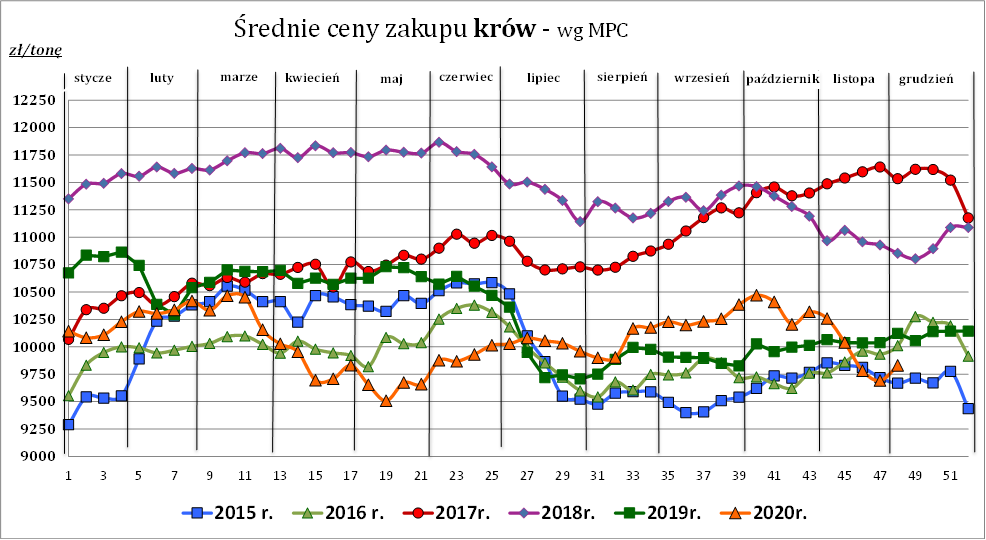 Średnie ceny zakupu krów - wg MPC
zł/tonę
stycze luty marze kwiecień maj czerwiec lipiec sierpień wrzesień październik listopa grudzień
12250
12000
11750
11500
11250
11000
10750
10500
10250
10000
9750
9500
9250
9000
1 3 5 7 9 11 13 15 17 19 21 23 25 27 29 31 33 35 37 39 41 43 45 47 49 51
2015 r. 2016 r. 2017r. 2018r. 2019r. 2020r.